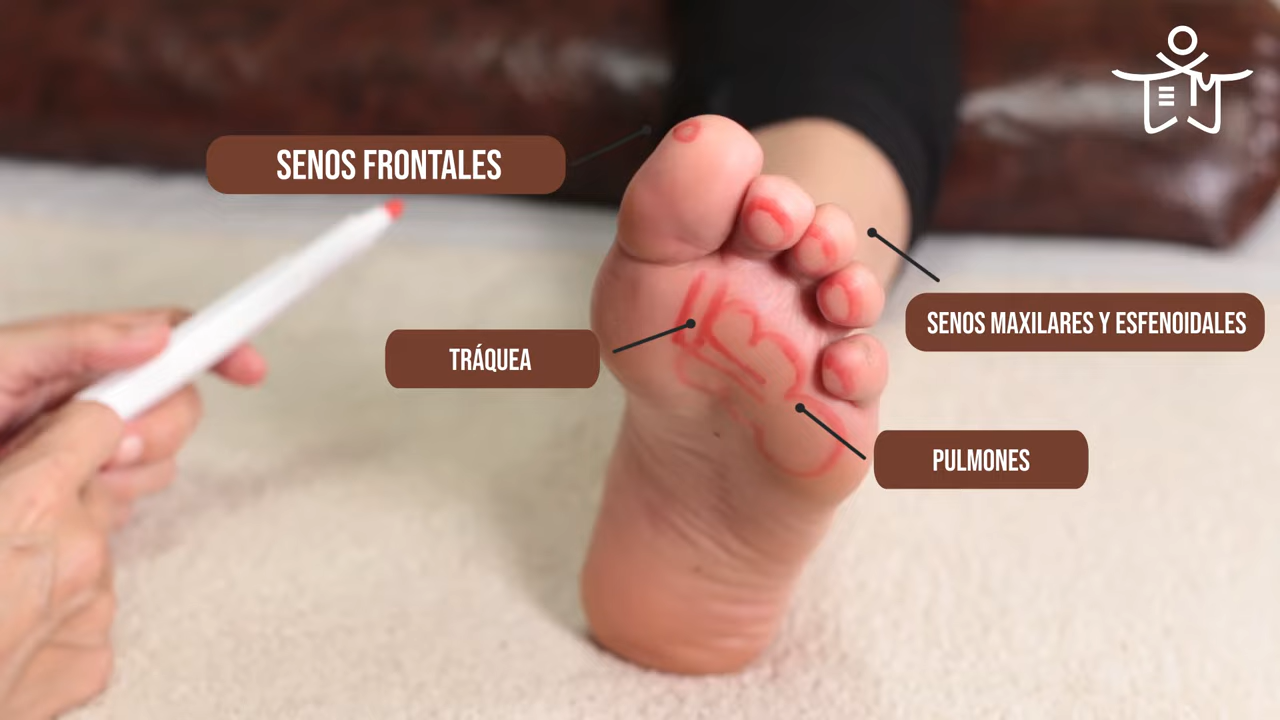 SENOS FRONTALES
SENOS MAXILARES Y ESFENOIDALES
TRÁQUEA
PULMONES